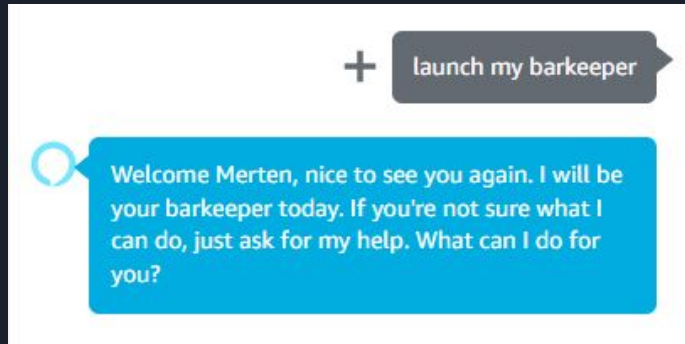 launch my barkeeper
Welcome Merten, nice to see you again. I will be
your barkeeper today. If you're not sure what I
can do, just ask for my help. What can I do for
you?